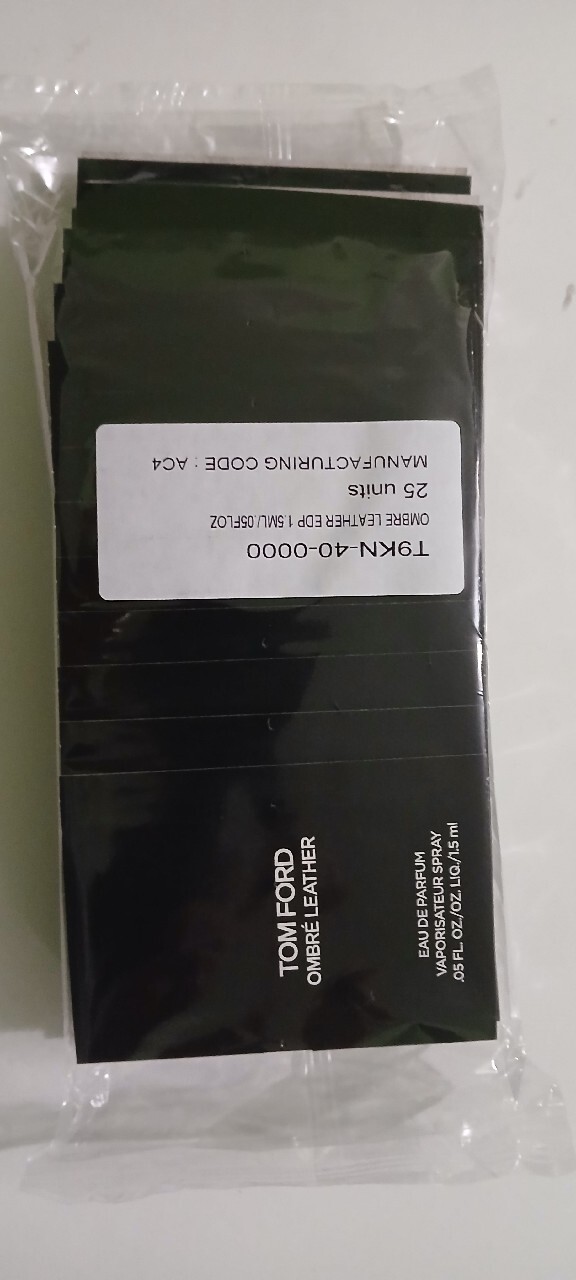 T9KN-40-0000
OMBRE LEATHER EDP 1.5ML/.05FLOZ
25 units
MANUFACTURING CODE : AC4
TOM FORD
OMBRÉ LEATHER
EAU DE PARFUM
VAPORISATEUR SPRAY
.05 FL. OZ./OZ. LIQ./1.5 ml